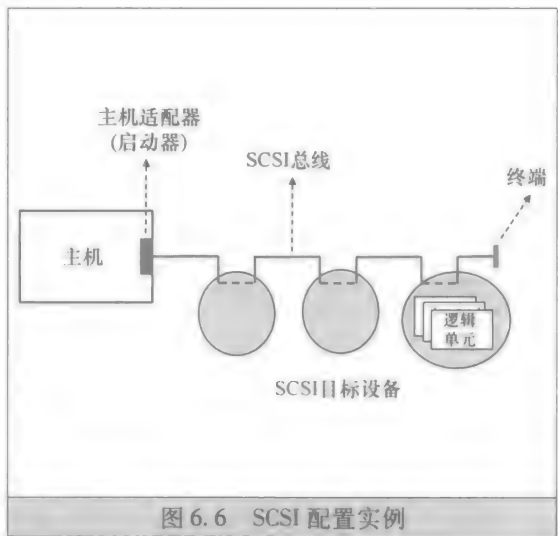 主机适配器
(启动器)
SCSI总线
终端
主机
逻辑
单元
SCSI目标设备
图 6.6 SCSI 配置实例